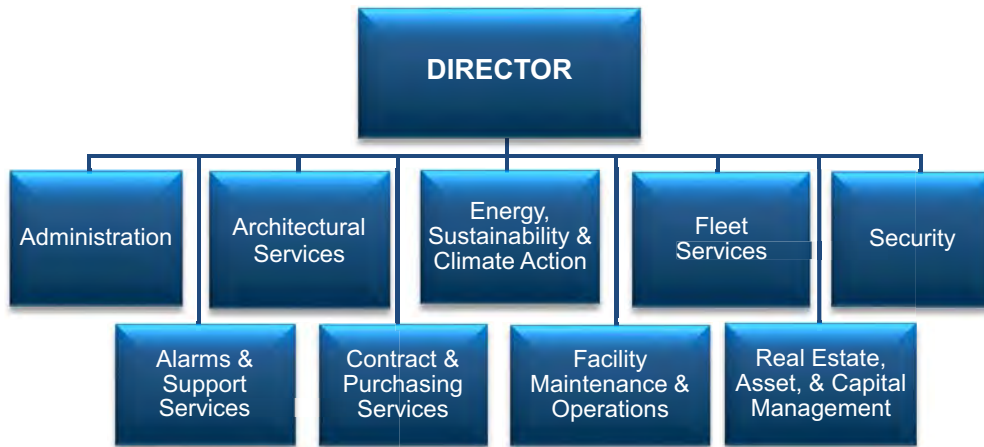 DIRECTOR
Administration
Architectural
Services
Energy,
Sustainability &
Climate Action
Fleet
Services
Security
Alarms &
Support
Services
Contract &
Purchasing
Services
Facility
Maintenance &
Operations
Real Estate,
Asset, & Capital
Management